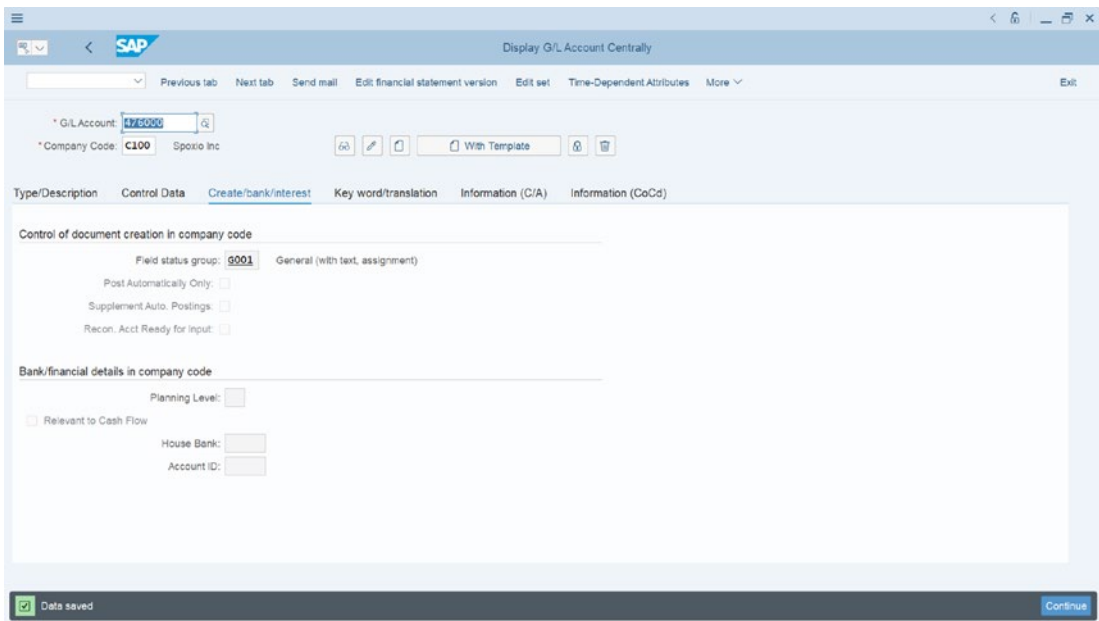 SAP
Display G/L Account Centrally
Previous tab Next tab Send mail Edit financial statement version Edit set Time-Dependent Attributes More Exit
* G/L Account: 476000
* Company Code: C100 Spoxio Inc With Template
Type/Description Control Data Create/bank/interest Key word/translation Information (C/A) Information (CoCd)
Control of document creation in company code
Field status group: G001 General (with text, assignment)
Post Automatically Only:
Supplement Auto. Postings:
Recon. Acct Ready for Input:
Bank/financial details in company code
Planning Level:
Relevant to Cash Flow
House Bank:
Account ID:
Data saved Continue